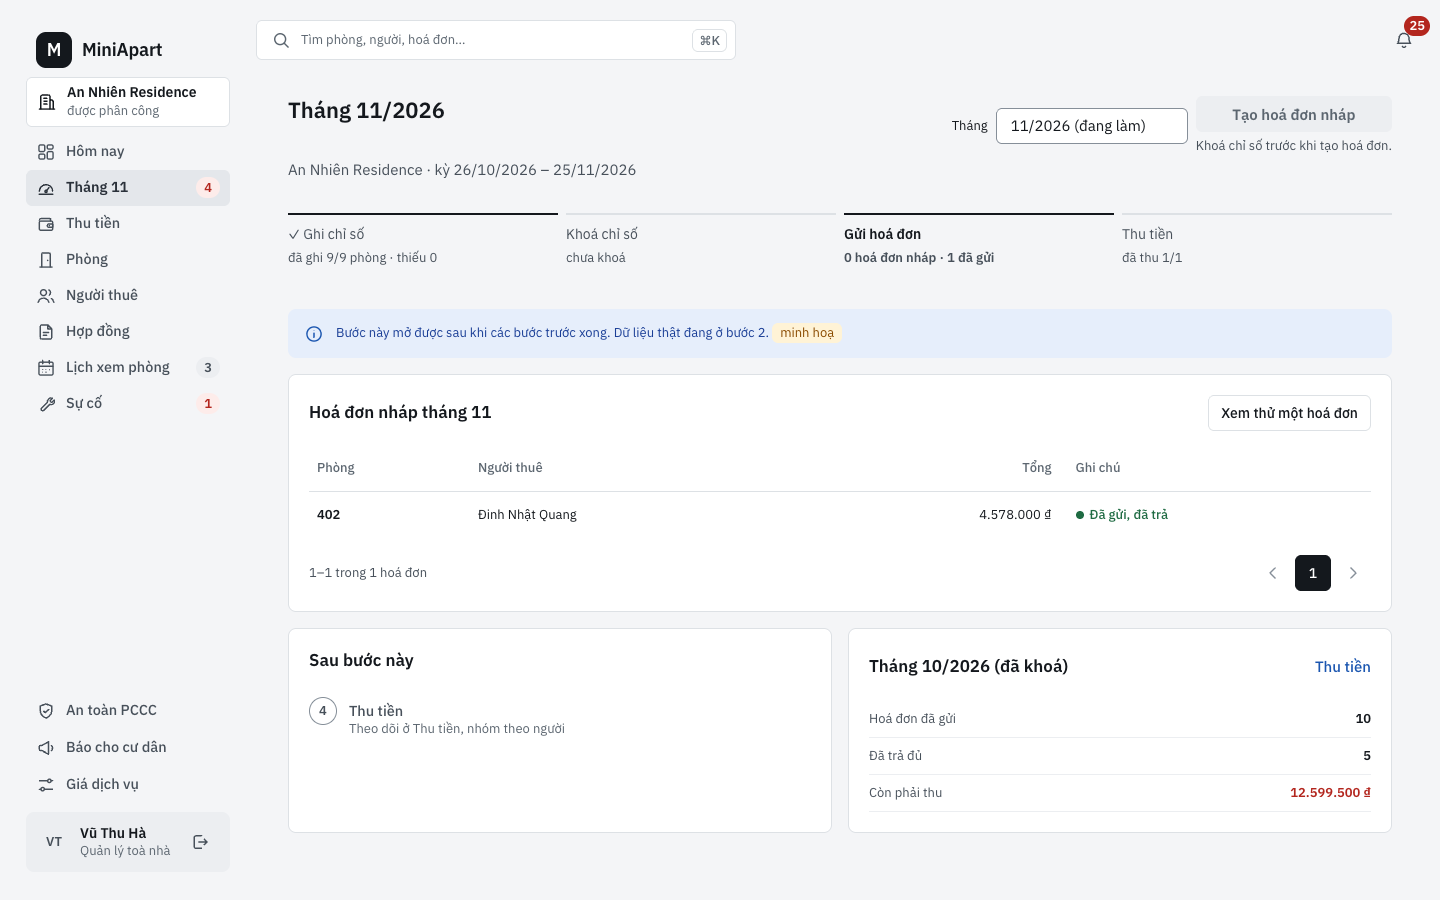 M MiniApart
Tìm phòng, người, hoá đơn...
⌘K
25
An Nhiên Residence
được phân công
Hôm nay
Tháng 11 4
Thu tiền
Phòng
Người thuê
Hợp đồng
Lịch xem phòng 3
Sự cố 1
An toàn PCCC
Báo cho cư dân
Giá dịch vụ
VT
Vũ Thu Hà
Quản lý toà nhà
Tháng 11/2026
Tháng
11/2026 (đang làm)
Tạo hoá đơn nháp
Khoá chỉ số trước khi tạo hoá đơn.
An Nhiên Residence · kỳ 26/10/2026 – 25/11/2026
✓ Ghi chỉ số
đã ghi 9/9 phòng · thiếu 0
Khoá chỉ số
chưa khoá
Gửi hoá đơn
0 hoá đơn nháp · 1 đã gửi
Thu tiền
đã thu 1/1
Bước này mở được sau khi các bước trước xong. Dữ liệu thật đang ở bước 2. minh hoạ
Hoá đơn nháp tháng 11
Xem thử một hoá đơn
Phòng Người thuê Tổng Ghi chú
402 Đinh Nhật Quang 4.578.000 ₫ Đã gửi, đã trả
1–1 trong 1 hoá đơn
1
Sau bước này
4 Thu tiền
Theo dõi ở Thu tiền, nhóm theo người
Tháng 10/2026 (đã khoá)
Thu tiền
Hoá đơn đã gửi 10
Đã trả đủ 5
Còn phải thu 12.599.500 ₫